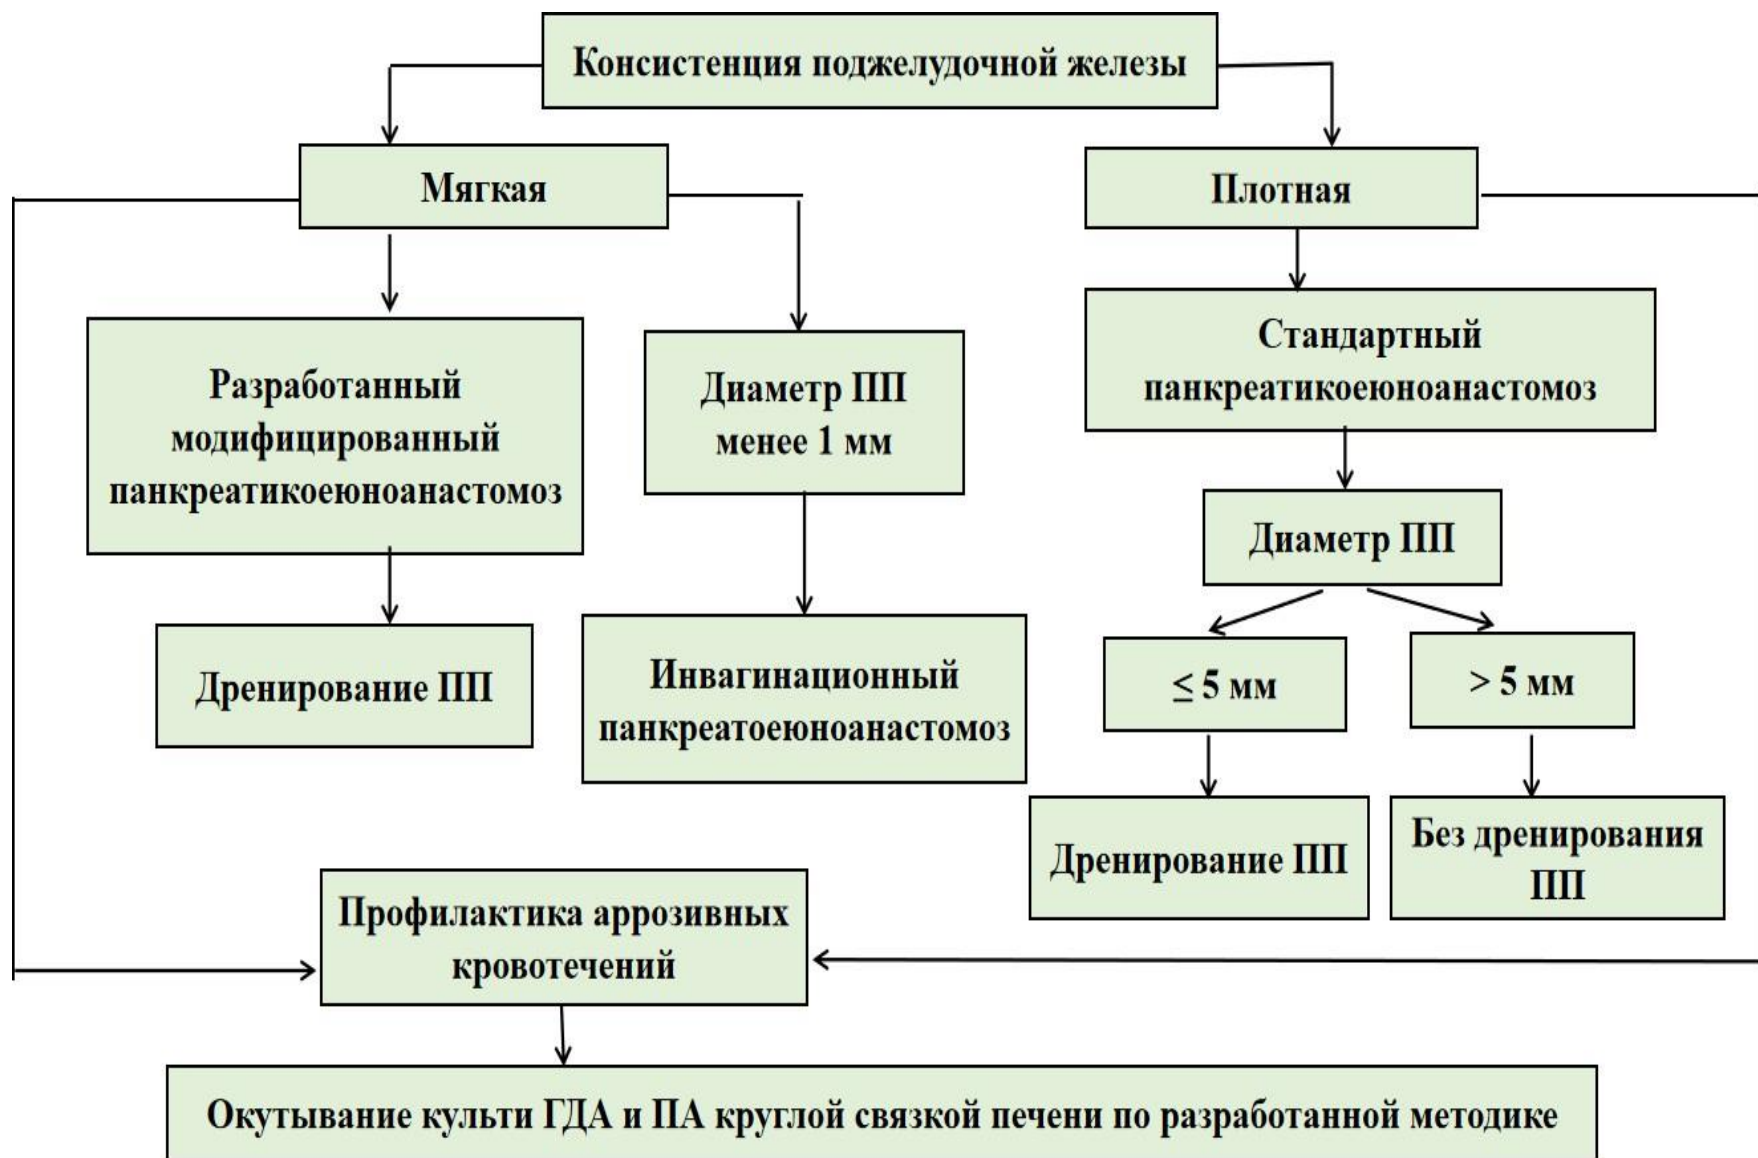 Консистенция поджелудочной железы
Мягкая
Плотная
Разработанный
модифицированный
панкреатикоеюноанастомоз
Диаметр ПП
менее 1 мм
Стандартный
панкреатикоеюноанастомоз
Диаметр ПП
Дренирование ПП
Инвагинационный
панкреатоеюноанастомоз
≤ 5 мм
> 5 мм
Дренирование ПП
Без дренирования
ПП
Профилактика аррозивных
кровотечений
Окутывание культи ГДА и ПА круглой связкой печени по разработанной методике